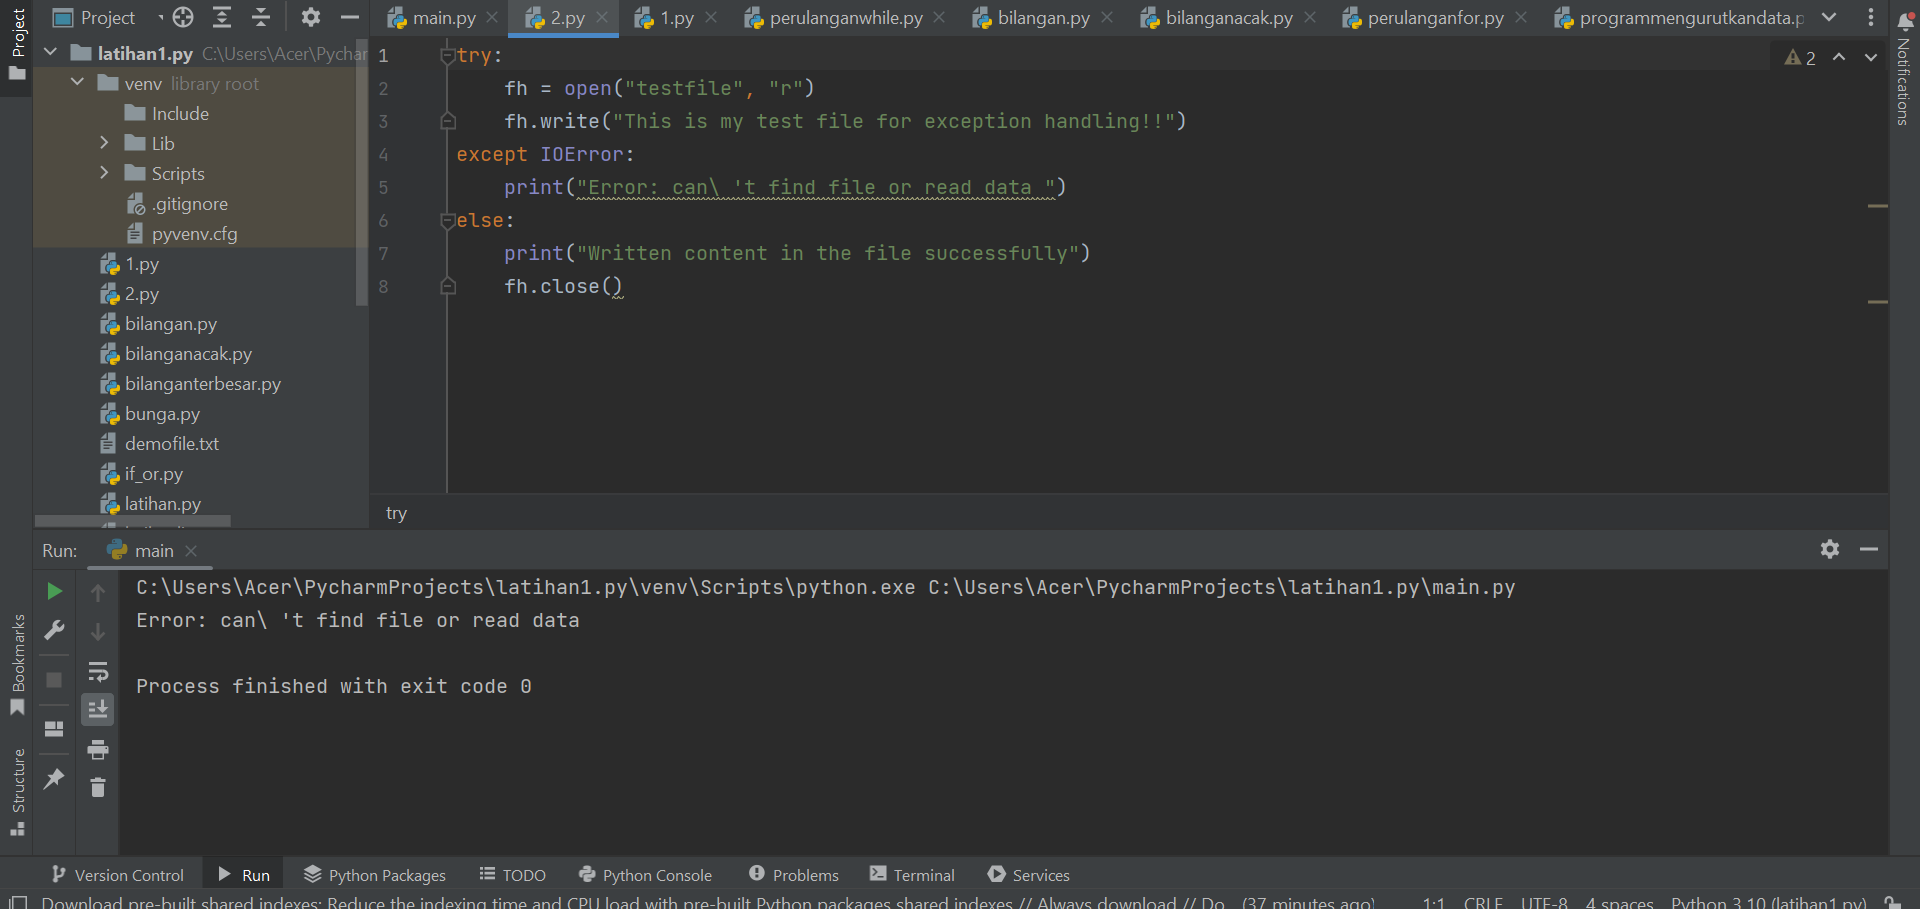 Project
main.py
2.py
1.py
perulanganwhile.py
bilangan.py
bilanganacak.py
perulanganfor.py
programmengurutkandata.p
Project
Notifications
latihan1.py C:\Users\Acer\Pychar
venv library root
Include
Lib
Scripts
.gitignore
pyvenv.cfg
1.py
2.py
bilangan.py
bilanganacak.py
bilanganterbesar.py
bunga.py
demofile.txt
if_or.py
latihan.py
2
1 try:
2 fh = open("testfile", "r")
3 fh.write("This is my test file for exception handling!!")
4 except IOError:
5 print("Error: can\ 't find file or read data ")
6 else:
7 print("Written content in the file successfully")
8 fh.close()
try
Run: main
C:\Users\Acer\PycharmProjects\latihan1.py\venv\Scripts\python.exe C:\Users\Acer\PycharmProjects\latihan1.py\main.py
Error: can\ 't find file or read data
Process finished with exit code 0
Bookmarks
Structure
Version Control
Run
Python Packages
TODO
Python Console
Problems
Terminal
Services
Download pre-built shared indexes: Reduce the indexing time and CPU load with pre-built Python packages shared indexes // Always download // Do... (37 minutes ago)
1:1 CRLF UTF-8 4 spaces Python 3.10 (latihan1.py)